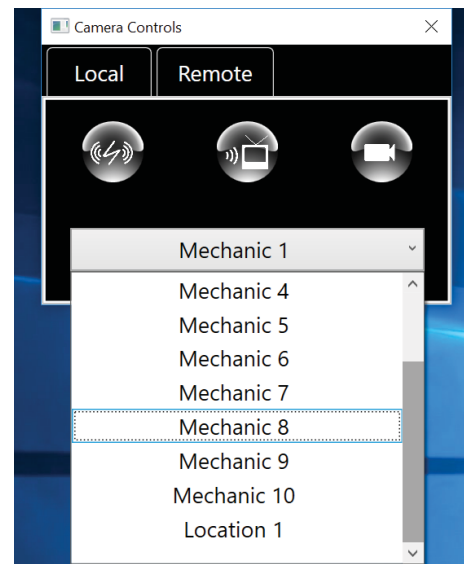 Camera Controls
Local Remote
Mechanic 1
Mechanic 4
Mechanic 5
Mechanic 6
Mechanic 7
Mechanic 8
Mechanic 9
Mechanic 10
Location 1